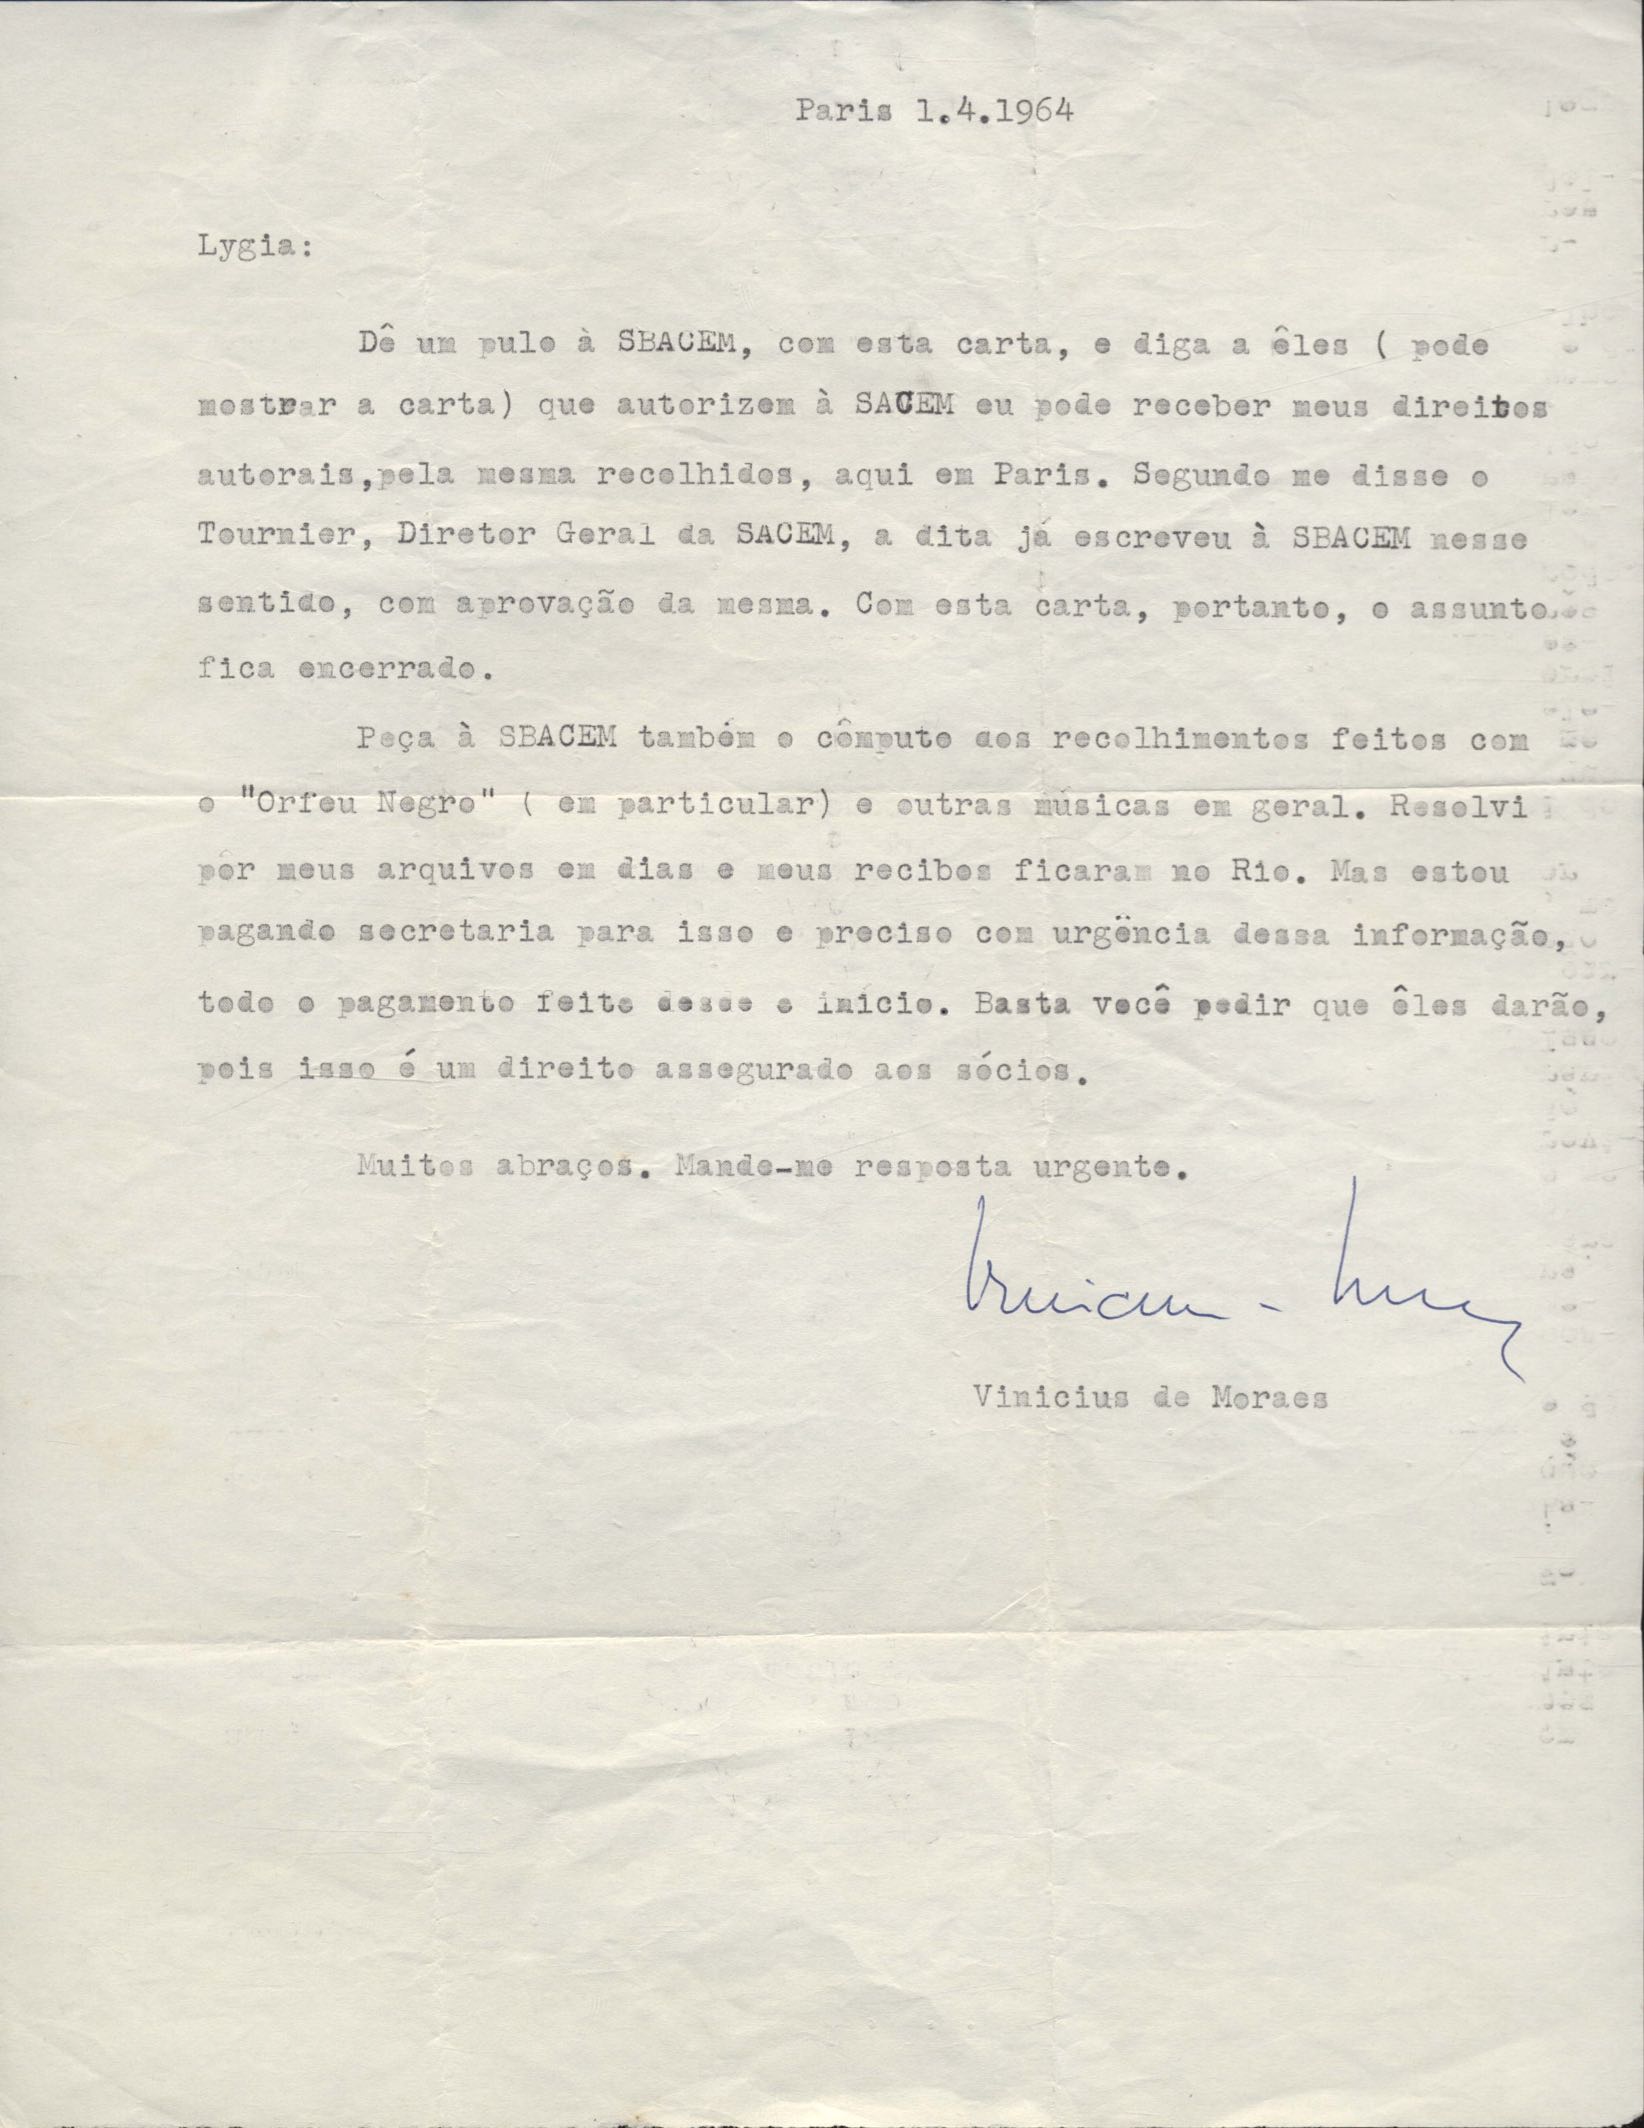 Paris 1.4.1964
Lygia:
Dê um pulo à SBACEM, com esta carta, e diga a êles ( pode
mostrar a carta) que autorizem à SACEM eu pode receber meus direitos
autorais,pela mesma recolhidos, aqui em Paris. Segundo me disse o
Tournier, Diretor Geral da SACEM, a dita já escreveu à SBACEM nesse
sentido, com aprovação da mesma. Com esta carta, portanto, o assunto
fica encerrado.
Peça à SBACEM também o cômputo dos recolhimentos feitos com
o "Orfeu Negro" ( em particular) e outras músicas em geral. Resolvi
pôr meus arquivos em dias e meus recibos ficaram no Rio. Mas estou
pagando secretaria para isso e preciso com urgência dessa informação,
todo o pagamento feito desde o início. Basta você pedir que êles darão,
pois isso é um direito assegurado aos sócios.
Muitos abraços. Mande-me resposta urgente.
Vinicius de Moraes